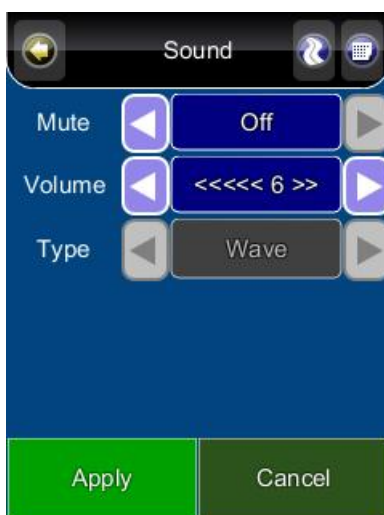 Sound
Mute Off
Volume <<<<< 6 >>
Type Wave
Apply Cancel